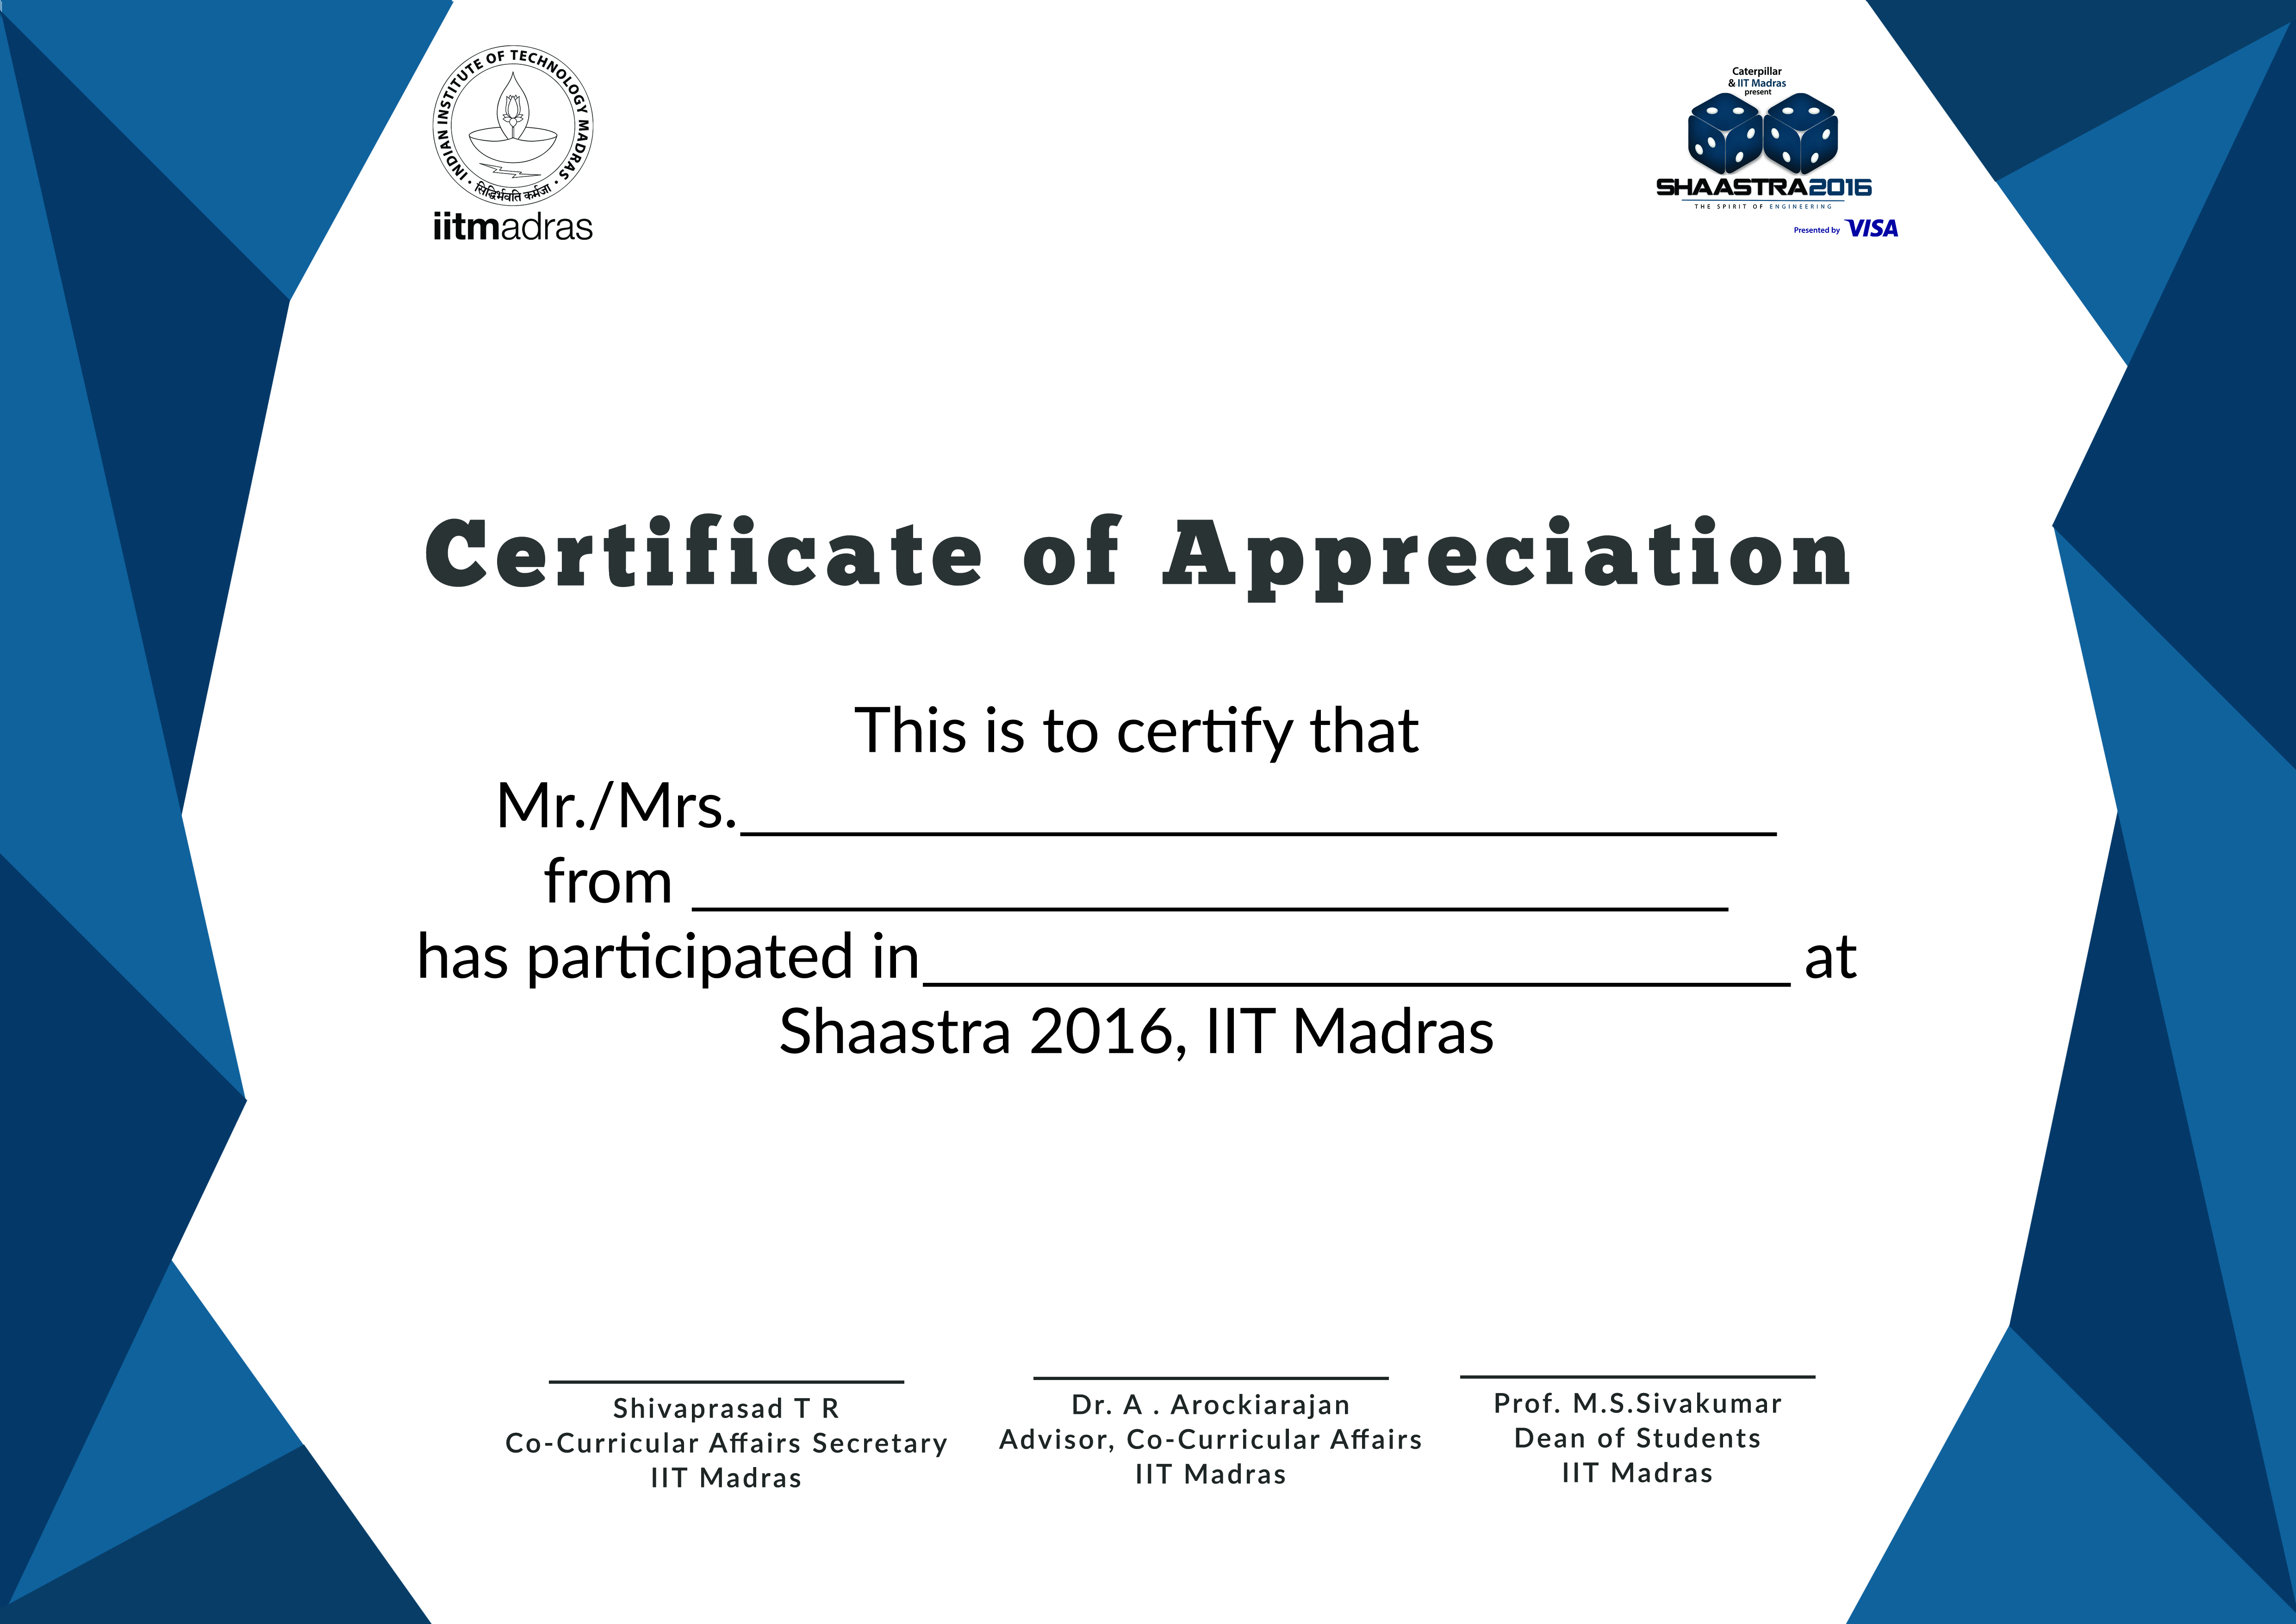 INDIAN INSTITUTE OF TECHNOLOGY MADRAS
सिद्धिर्भवति कर्मजा
iitmadras
Caterpillar
& IIT Madras
present
SHAASTRA2016
THE SPIRIT OF ENGINEERING
Presented by VISA
Certificate of Appreciation
This is to certify that
Mr./Mrs.
from
has participated in at
Shaastra 2016, IIT Madras
Shivaprasad T R
Co-Curricular Affairs Secretary
IIT Madras
Dr. A . Arockiarajan
Advisor, Co-Curricular Affairs
IIT Madras
Prof. M.S.Sivakumar
Dean of Students
IIT Madras